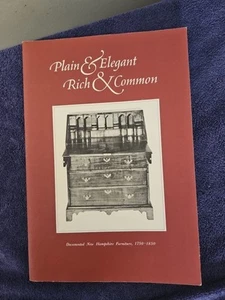 Plain & Elegant
Rich & Common
Documented New Hampshire Furniture, 1750-1850